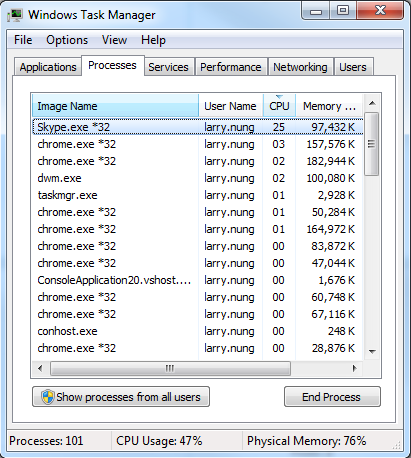 Windows Task Manager
File Options View Help
Applications Processes Services Performance Networking Users
Image Name User Name CPU Memory ...
Skype.exe *32 larry.nung 25 97,432 K
chrome.exe *32 larry.nung 03 157,576 K
chrome.exe *32 larry.nung 02 182,944 K
dwm.exe larry.nung 02 100,080 K
taskmgr.exe larry.nung 01 2,928 K
chrome.exe *32 larry.nung 01 50,284 K
chrome.exe *32 larry.nung 01 164,972 K
chrome.exe *32 larry.nung 00 83,872 K
chrome.exe *32 larry.nung 00 47,044 K
ConsoleApplication20.vshost.... larry.nung 00 1,676 K
chrome.exe *32 larry.nung 00 60,748 K
chrome.exe *32 larry.nung 00 67,116 K
conhost.exe larry.nung 00 248 K
chrome.exe *32 larry.nung 00 28,876 K
Show processes from all users End Process
Processes: 101 CPU Usage: 47% Physical Memory: 76%